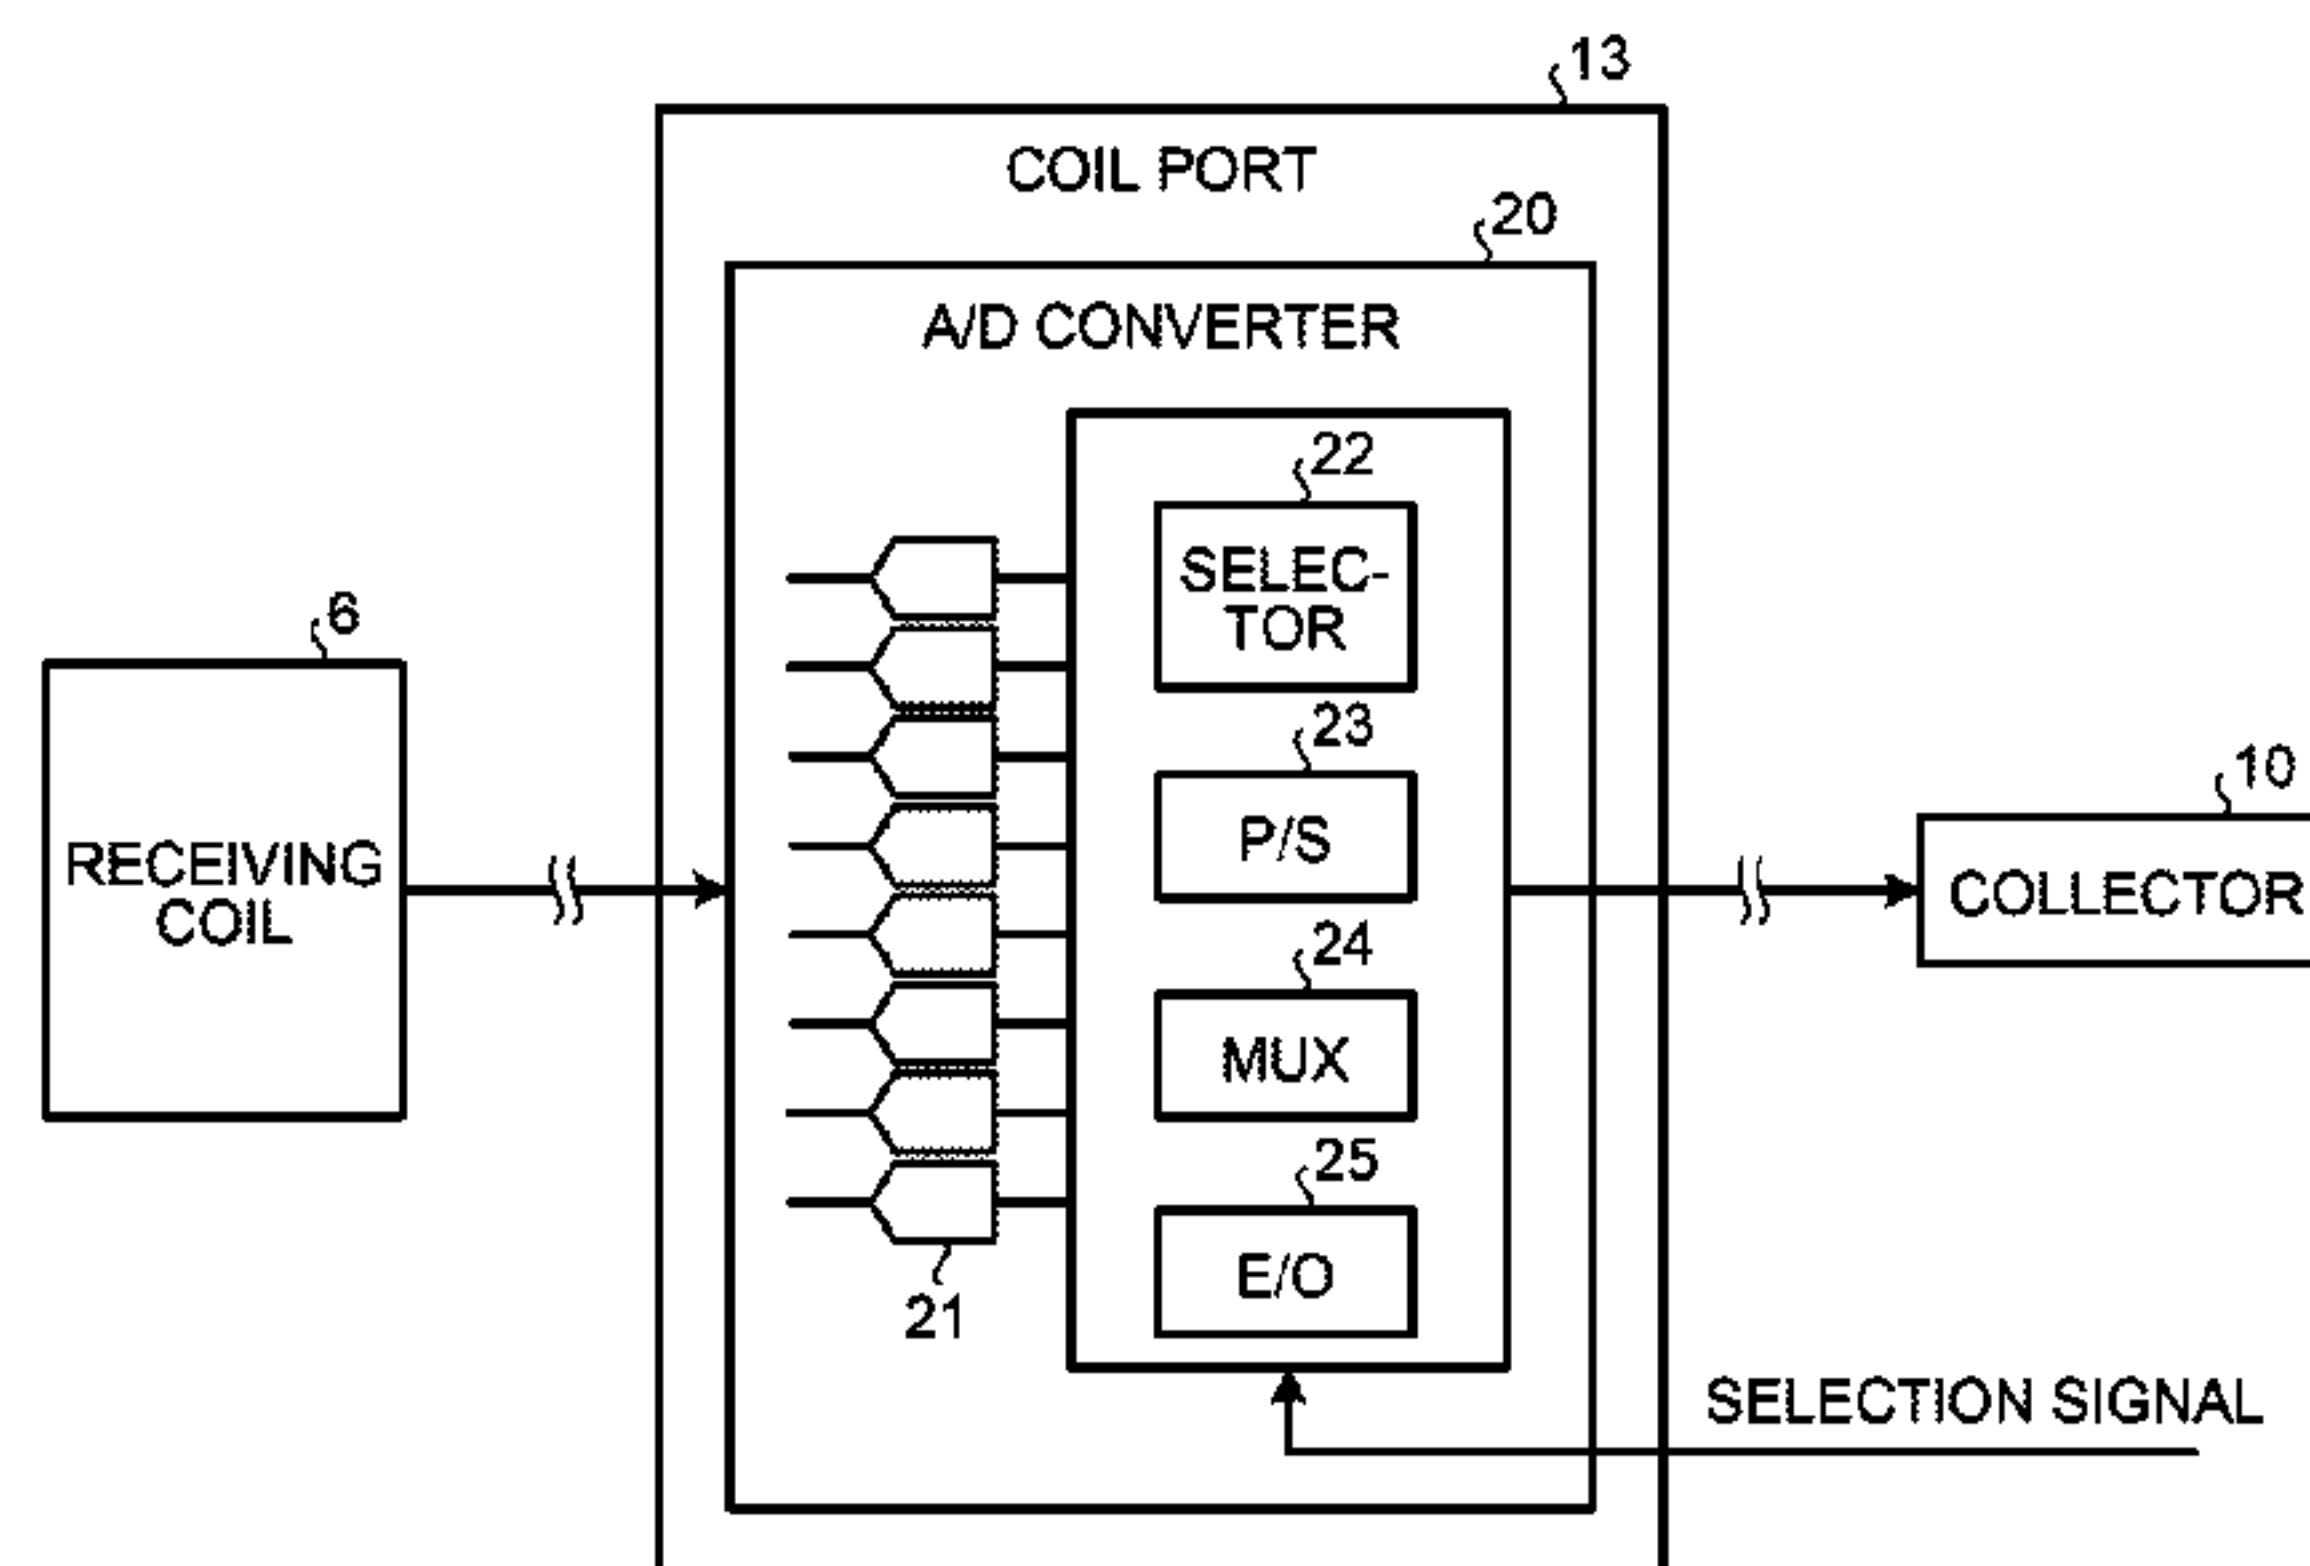 13
COIL PORT
20
A/D CONVERTER
22
SELEC-
TOR
6
RECEIVING
COIL
23
P/S
10
COLLECTOR
24
MUX
25
E/O
21
SELECTION SIGNAL